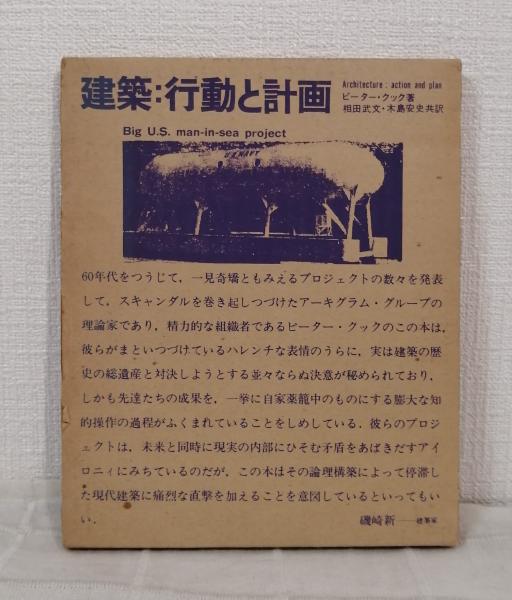 建築:行動と計画
Architecture : action and plan
ピーター・クック著
相田武文・木島安史共訳
Big U.S. man-in-sea project
U.S. NAVY
60年代をつうじて，一見奇矯ともみえるプロジェクトの数々を発表
して，スキャンダルを巻き起しつづけたアーキグラム・グループの
理論家であり，精力的な組織者であるピーター・クックのこの本は，
彼らがまといつづけているハレンチな表情のうらに，実は建築の歴
史の総遺産と対決しようとする並々ならぬ決意が秘められており，
しかも先達たちの成果を，一挙に自家薬籠中のものにする膨大な知
的操作の過程がふくまれていることをしめしている．彼らのプロジ
ェクトは，未来と同時に現実の内部にひそむ矛盾をあばきだすアイ
ロニィにみちているのだが，この本はその論理構築によって停滞し
た現代建築に痛烈な直撃を加えることを意図しているといってもい
い．
磯崎新——建築家